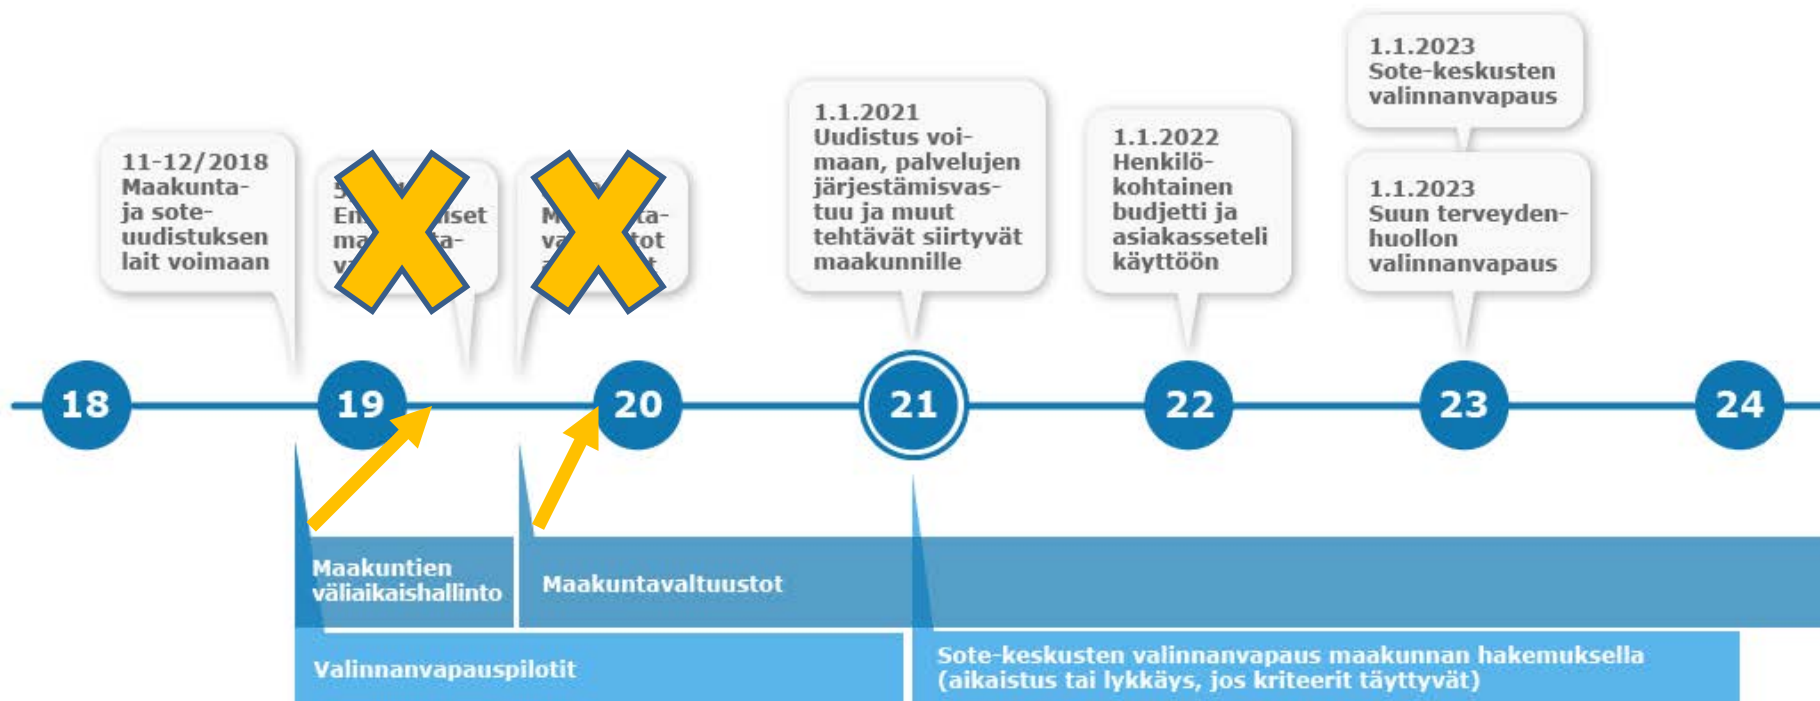 11-12/2018
Maakunta-
ja sote-
uudistuksen
lait voimaan
1.1.2021
Uudistus voi-
maan, palvelujen
järjestämisvas-
tuu ja muut
tehtävät siirtyvät
maakunnille
1.1.2022
Henkilö-
kohtainen
budjetti ja
asiakasseteli
käyttöön
1.1.2023
Sote-keskusten
valinnanvapaus
1.1.2023
Suun terveyden-
huollon
valinnanvapaus
18
19
20
21
22
23
24
Maakuntien
väliaikaishallinto
Maakuntavaltuustot
Valinnanvapauspilotit
Sote-keskusten valinnanvapaus maakunnan hakemuksella
(aikaistus tai lykkäys, jos kriteerit täyttyvät)